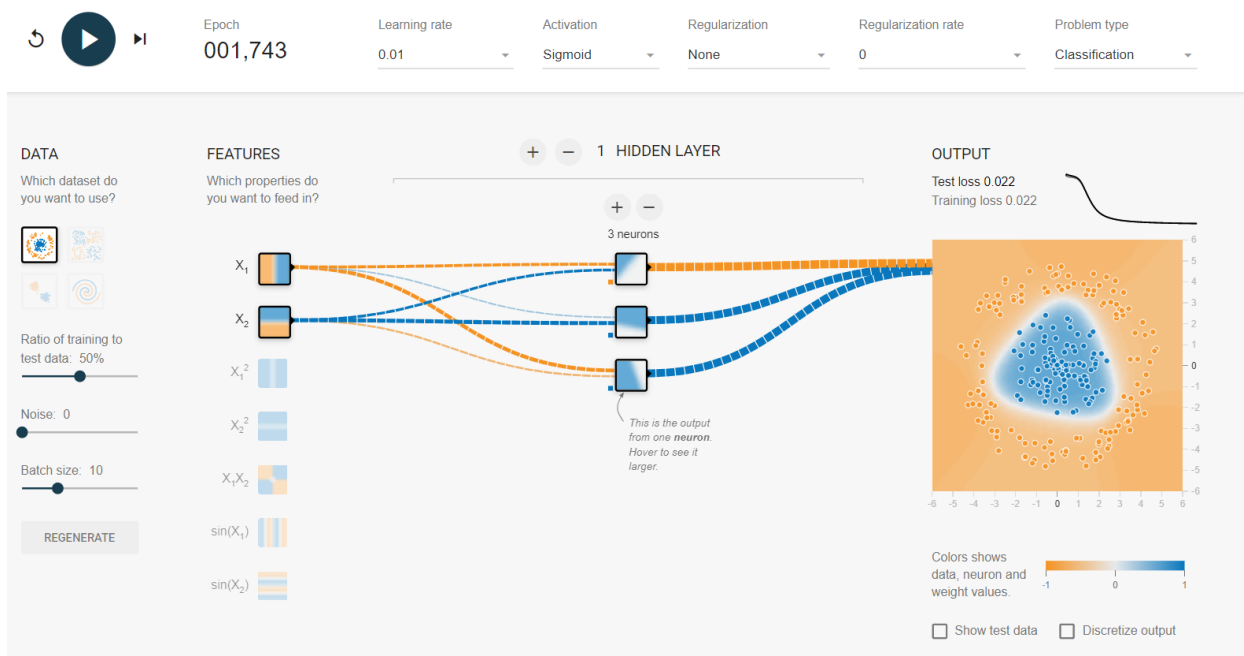 Epoch
001,743
Learning rate
0.01
Activation
Sigmoid
Regularization
None
Regularization rate
0
Problem type
Classification
DATA
Which dataset do
you want to use?
Ratio of training to
test data: 50%
Noise: 0
Batch size: 10
REGENERATE
FEATURES
Which properties do
you want to feed in?
X₁
X₂
X₁²
X₂²
X₁X₂
sin(X₁)
sin(X₂)
+ − 1 HIDDEN LAYER
+ −
3 neurons
This is the output
from one neuron.
Hover to see it
larger.
OUTPUT
Test loss 0.022
Training loss 0.022
6
5
4
3
2
1
0
-1
-2
-3
-4
-5
-6
-6 -5 -4 -3 -2 -1 0 1 2 3 4 5 6
Colors shows
data, neuron and
weight values.
-1 0 1
Show test data
Discretize output